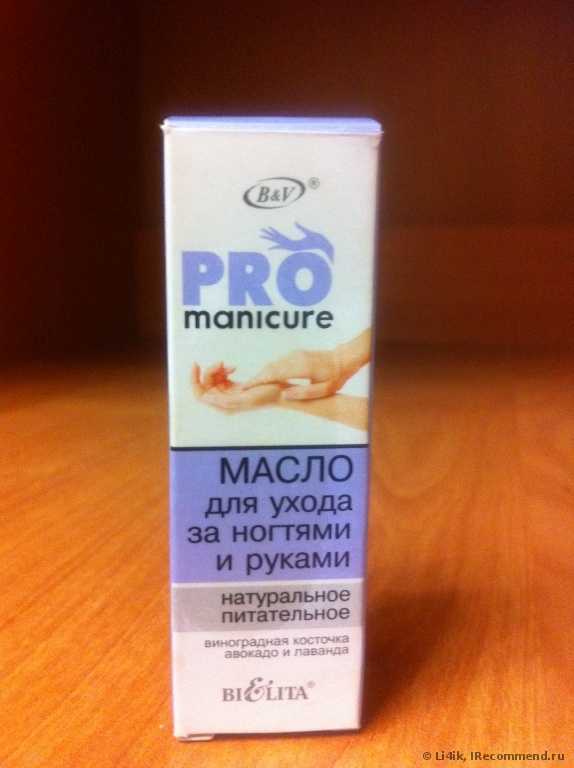 B&V®
PRO
manicure
МАСЛО
для ухода
за ногтями
и руками
натуральное
питательное
виноградная косточка
авокадо и лаванда
BIELITA®
© Li4ik, IRecommend.ru